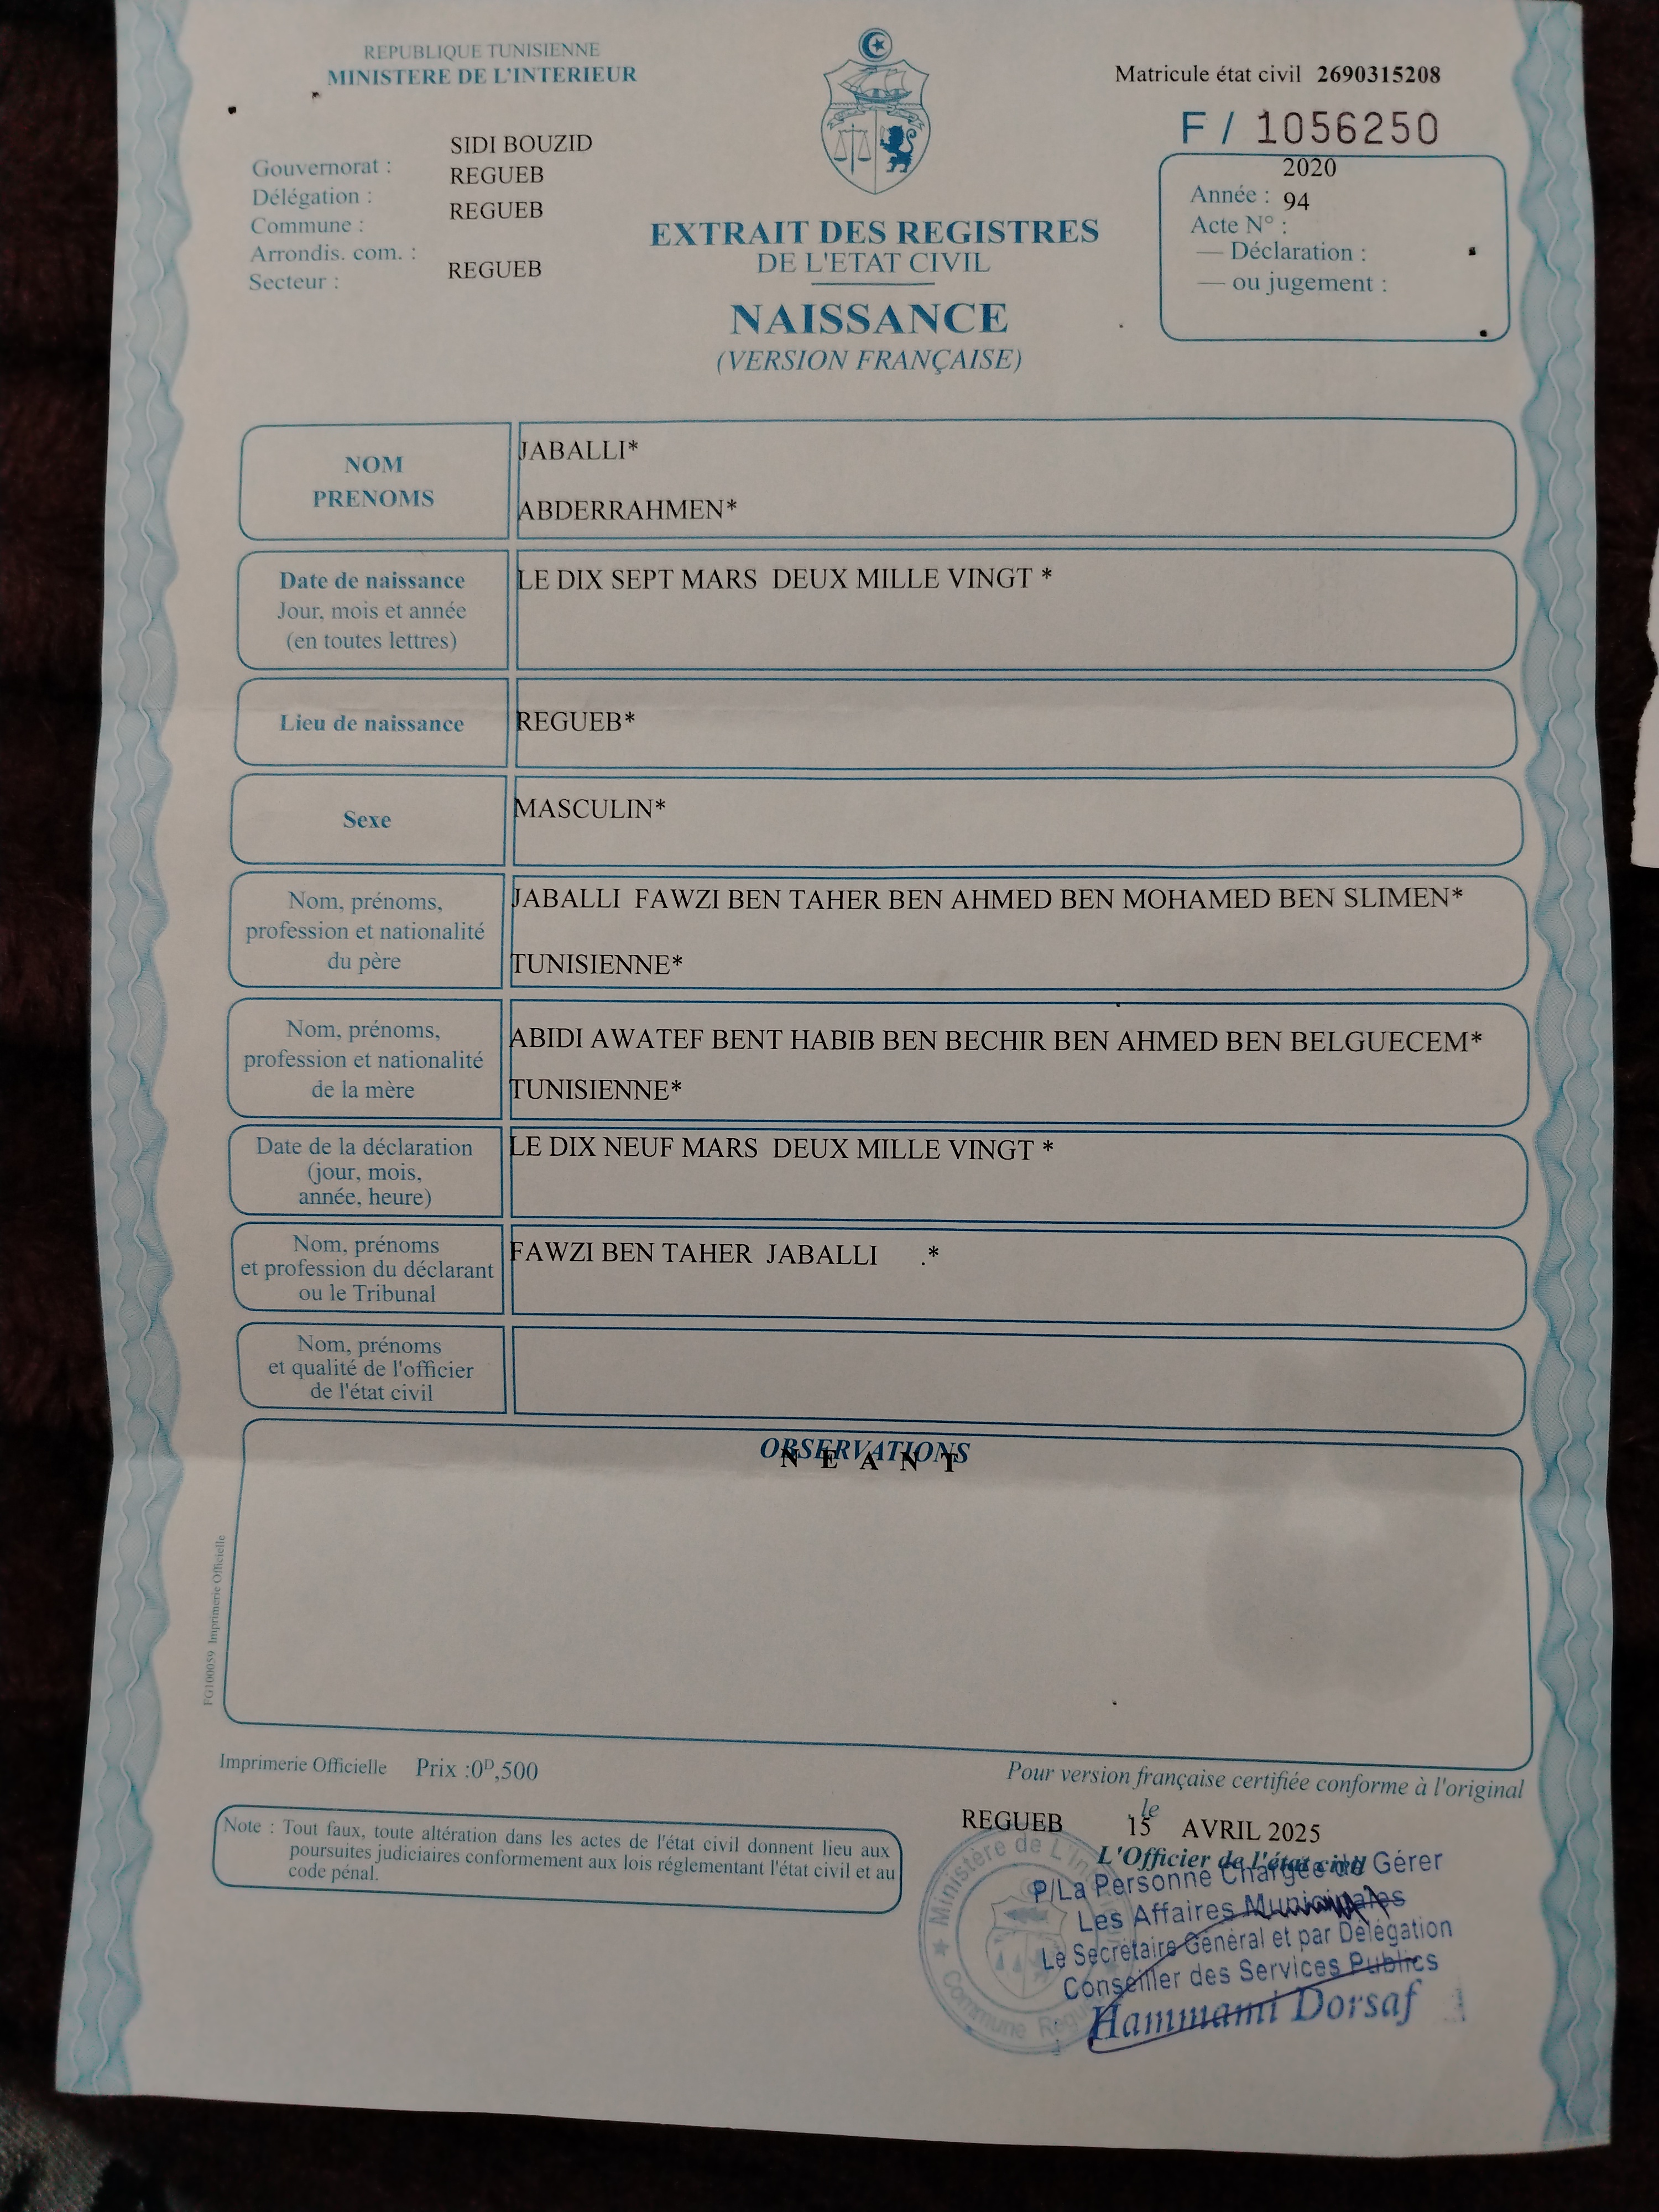 REPUBLIQUE TUNISIENNE
MINISTERE DE L'INTERIEUR
Matricule état civil 2690315208
F / 1056250
Gouvernorat : SIDI BOUZID
Délégation : REGUEB
Commune : REGUEB
Arrondis. com. :
Secteur : REGUEB
2020
Année : 94
Acte N° :
— Déclaration :
— ou jugement :
EXTRAIT DES REGISTRES
DE L'ETAT CIVIL
NAISSANCE
(VERSION FRANÇAISE)
NOM
PRENOMS
JABALLI*
ABDERRAHMEN*
Date de naissance
Jour, mois et année
(en toutes lettres)
LE DIX SEPT MARS DEUX MILLE VINGT *
Lieu de naissance
REGUEB*
Sexe
MASCULIN*
Nom, prénoms,
profession et nationalité
du père
JABALLI FAWZI BEN TAHER BEN AHMED BEN MOHAMED BEN SLIMEN*
TUNISIENNE*
Nom, prénoms,
profession et nationalité
de la mère
ABIDI AWATEF BENT HABIB BEN BECHIR BEN AHMED BEN BELGUECEM*
TUNISIENNE*
Date de la déclaration
(jour, mois,
année, heure)
LE DIX NEUF MARS DEUX MILLE VINGT *
Nom, prénoms
et profession du déclarant
ou le Tribunal
FAWZI BEN TAHER JABALLI .*
Nom, prénoms
et qualité de l'officier
de l'état civil
OBSERVATIONS
N E A N T
FG100059 Imprimerie Officielle
Imprimerie Officielle Prix :0ᴰ,500
Pour version française certifiée conforme à l'original
REGUEB le 15 AVRIL 2025
L'Officier de l'état civil
Note : Tout faux, toute altération dans les actes de l'état civil donnent lieu aux
poursuites judiciaires conformement aux lois réglementant l'état civil et au
code pénal.
P/La Personne Chargée de Gérer
Les Affaires Municipales
Le Secrétaire Général et par Délégation
Conseiller des Services Publics
Hammami Dorsaf
Ministère de L'Intérieur
Commune Regueb